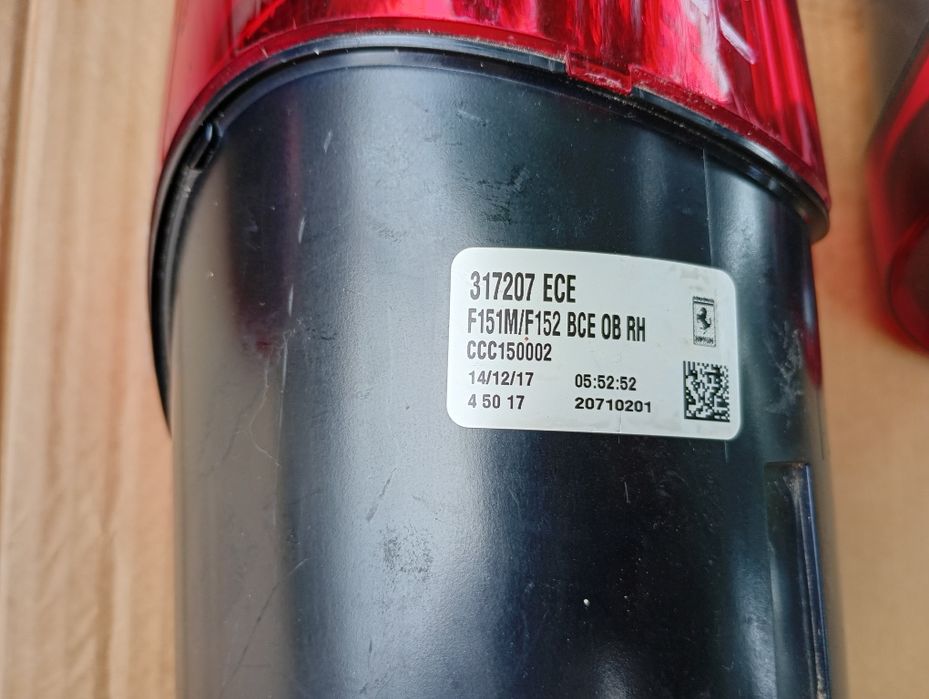 317207 ECE
F151M/F152 BCE OB RH
CCC150002
14/12/17 05:52:52
4 50 17 20710201